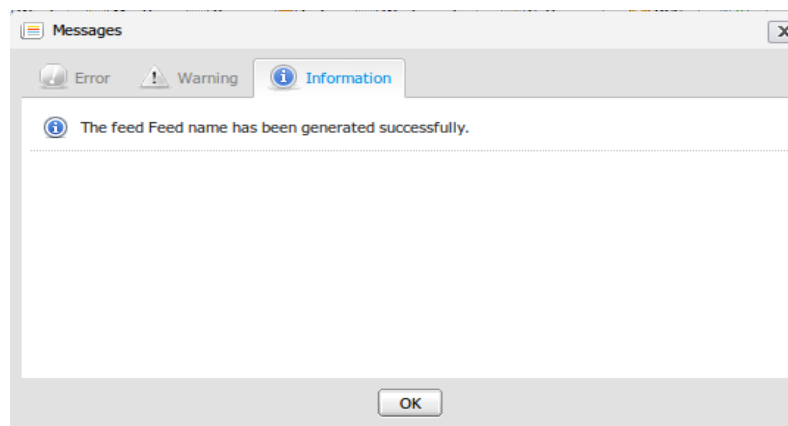 Messages
Error Warning Information
The feed Feed name has been generated successfully.
OK